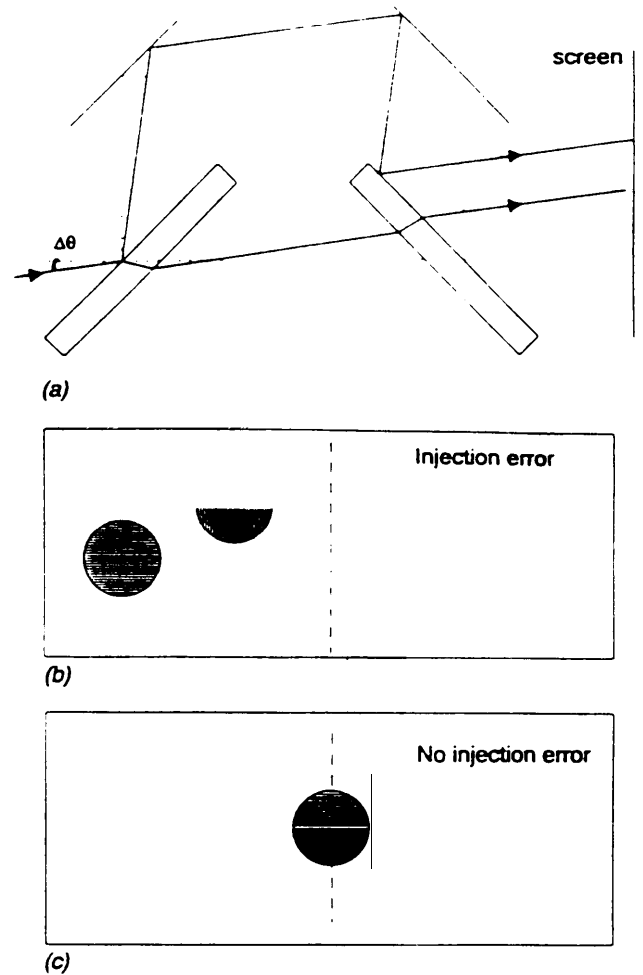 screen
Δθ
(a)
Injection error
(b)
No injection error
(c)